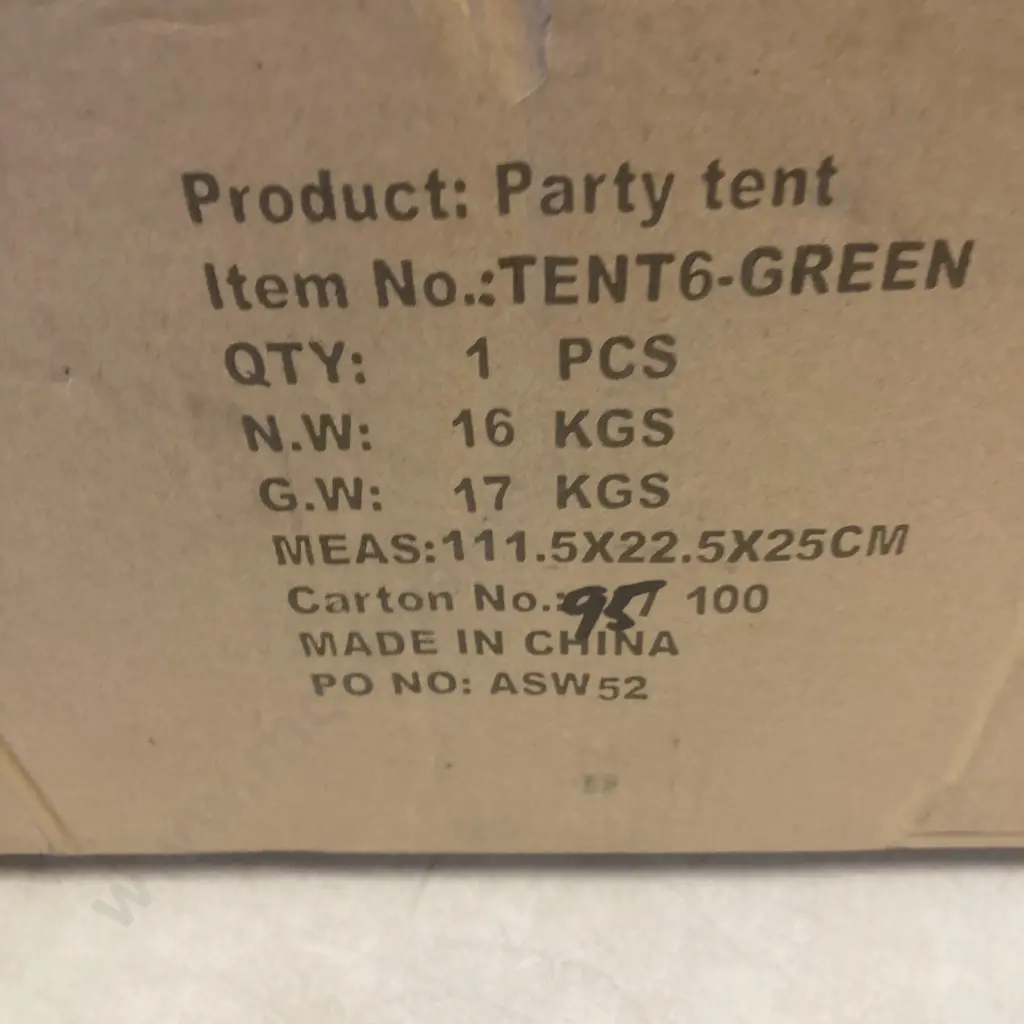 Product: Party tent
Item No.:TENT6-GREEN
QTY: 1 PCS
N.W: 16 KGS
G.W: 17 KGS
MEAS:111.5X22.5X25CM
Carton No.: 95/ 100
MADE IN CHINA
PO NO: ASW52